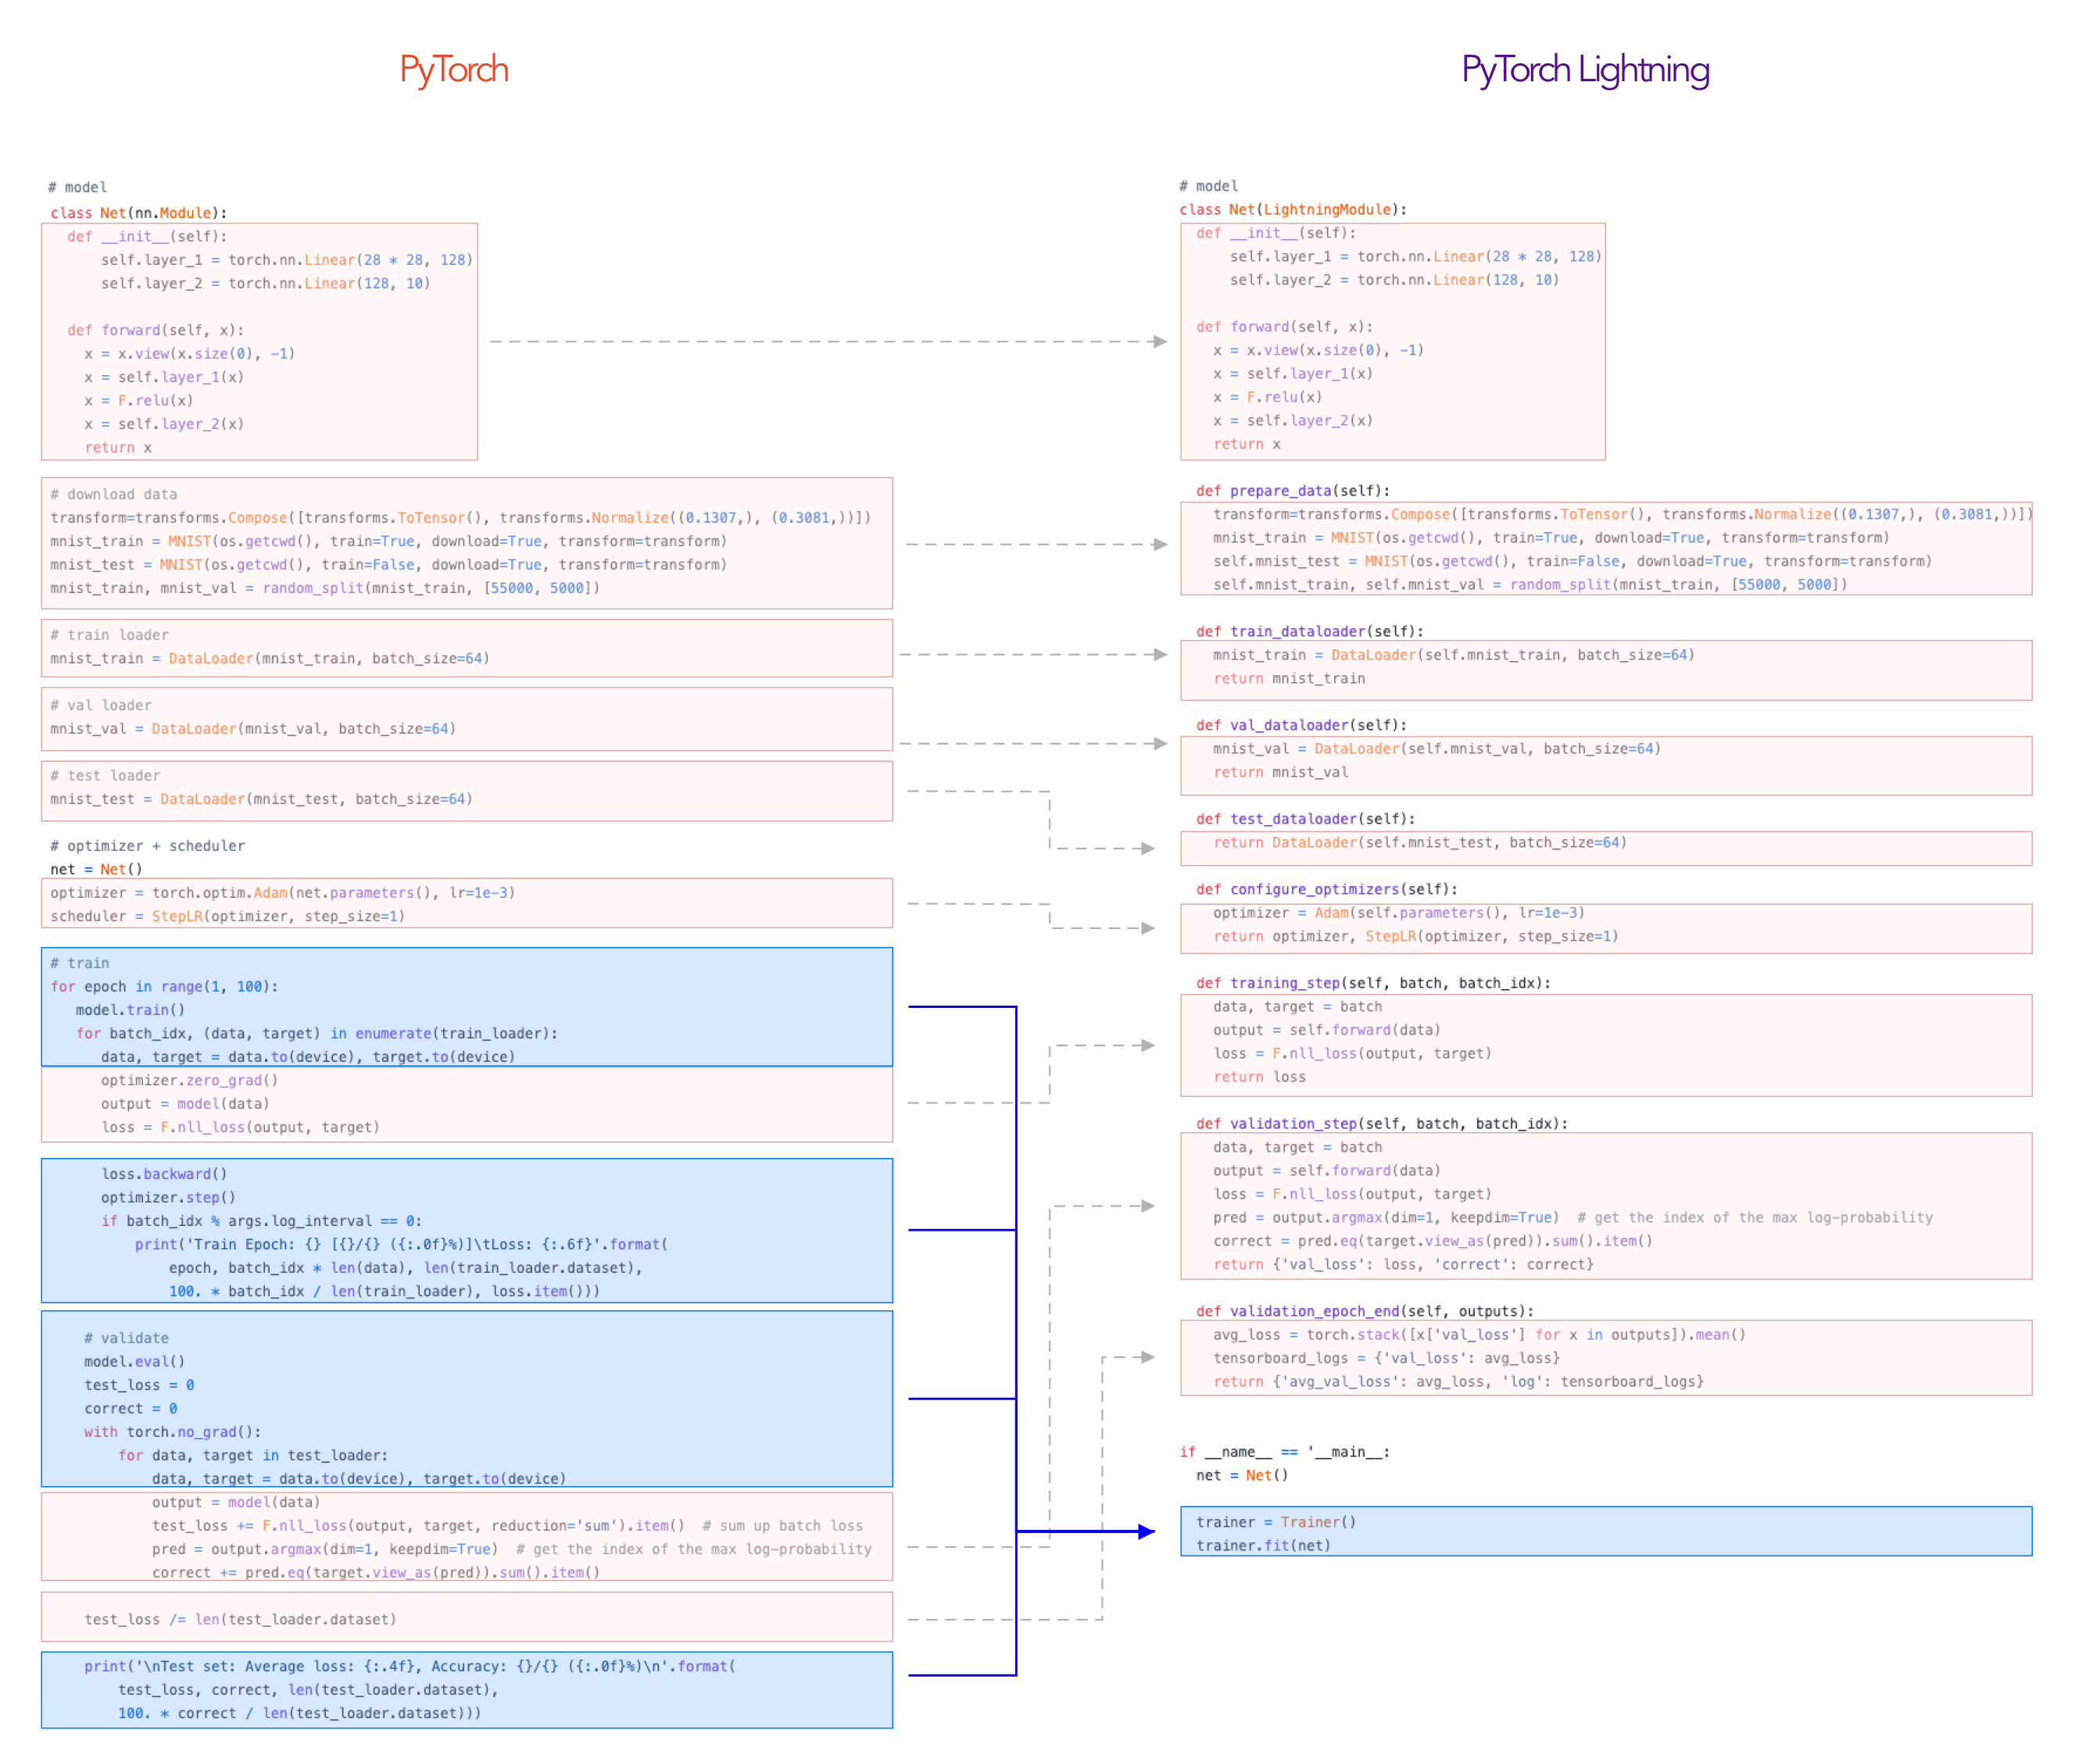 PyTorch
# model
class Net(nn.Module):
def __init__(self):
self.layer_1 = torch.nn.Linear(28 * 28, 128)
self.layer_2 = torch.nn.Linear(128, 10)
def forward(self, x):
x = x.view(x.size(0), -1)
x = self.layer_1(x)
x = F.relu(x)
x = self.layer_2(x)
return x
# download data
transform=transforms.Compose([transforms.ToTensor(), transforms.Normalize((0.1307,), (0.3081,))])
mnist_train = MNIST(os.getcwd(), train=True, download=True, transform=transform)
mnist_test = MNIST(os.getcwd(), train=False, download=True, transform=transform)
mnist_train, mnist_val = random_split(mnist_train, [55000, 5000])
# train loader
mnist_train = DataLoader(mnist_train, batch_size=64)
# val loader
mnist_val = DataLoader(mnist_val, batch_size=64)
# test loader
mnist_test = DataLoader(mnist_test, batch_size=64)
# optimizer + scheduler
net = Net()
optimizer = torch.optim.Adam(net.parameters(), lr=1e-3)
scheduler = StepLR(optimizer, step_size=1)
# train
for epoch in range(1, 100):
model.train()
for batch_idx, (data, target) in enumerate(train_loader):
data, target = data.to(device), target.to(device)
optimizer.zero_grad()
output = model(data)
loss = F.nll_loss(output, target)
loss.backward()
optimizer.step()
if batch_idx % args.log_interval == 0:
print('Train Epoch: {} [{}/{} ({:.0f}%)]\tLoss: {:.6f}'.format(
epoch, batch_idx * len(data), len(train_loader.dataset),
100. * batch_idx / len(train_loader), loss.item()))
# validate
model.eval()
test_loss = 0
correct = 0
with torch.no_grad():
for data, target in test_loader:
data, target = data.to(device), target.to(device)
output = model(data)
test_loss += F.nll_loss(output, target, reduction='sum').item()  # sum up batch loss
pred = output.argmax(dim=1, keepdim=True)  # get the index of the max log-probability
correct += pred.eq(target.view_as(pred)).sum().item()
test_loss /= len(test_loader.dataset)
print('\nTest set: Average loss: {:.4f}, Accuracy: {}/{} ({:.0f}%)\n'.format(
test_loss, correct, len(test_loader.dataset),
100. * correct / len(test_loader.dataset)))
PyTorch Lightning
# model
class Net(LightningModule):
def __init__(self):
self.layer_1 = torch.nn.Linear(28 * 28, 128)
self.layer_2 = torch.nn.Linear(128, 10)
def forward(self, x):
x = x.view(x.size(0), -1)
x = self.layer_1(x)
x = F.relu(x)
x = self.layer_2(x)
return x
def prepare_data(self):
transform=transforms.Compose([transforms.ToTensor(), transforms.Normalize((0.1307,), (0.3081,))])
mnist_train = MNIST(os.getcwd(), train=True, download=True, transform=transform)
self.mnist_test = MNIST(os.getcwd(), train=False, download=True, transform=transform)
self.mnist_train, self.mnist_val = random_split(mnist_train, [55000, 5000])
def train_dataloader(self):
mnist_train = DataLoader(self.mnist_train, batch_size=64)
return mnist_train
def val_dataloader(self):
mnist_val = DataLoader(self.mnist_val, batch_size=64)
return mnist_val
def test_dataloader(self):
return DataLoader(self.mnist_test, batch_size=64)
def configure_optimizers(self):
optimizer = Adam(self.parameters(), lr=1e-3)
return optimizer, StepLR(optimizer, step_size=1)
def training_step(self, batch, batch_idx):
data, target = batch
output = self.forward(data)
loss = F.nll_loss(output, target)
return loss
def validation_step(self, batch, batch_idx):
data, target = batch
output = self.forward(data)
loss = F.nll_loss(output, target)
pred = output.argmax(dim=1, keepdim=True)  # get the index of the max log-probability
correct = pred.eq(target.view_as(pred)).sum().item()
return {'val_loss': loss, 'correct': correct}
def validation_epoch_end(self, outputs):
avg_loss = torch.stack([x['val_loss'] for x in outputs]).mean()
tensorboard_logs = {'val_loss': avg_loss}
return {'avg_val_loss': avg_loss, 'log': tensorboard_logs}
if __name__ == '__main__:
net = Net()
trainer = Trainer()
trainer.fit(net)